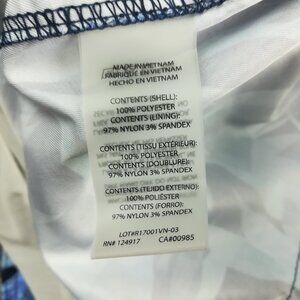 MADE IN VIETNAM
FABRIQUÉ EN VIETNAM
HECHO EN VIETNAM
CONTENTS (SHELL):
100% POLYESTER
CONTENTS (LINING):
97% NYLON 3% SPANDEX
CONTENTS (TISSU EXTÉRIEUR):
100% POLYESTER
CONTENTS (DOUBLURE):
97% NYLON 3% SPANDEX
CONTENTS (TEJIDO EXTERNO):
100% POLIÉSTER
CONTENTS (FORRO):
97% NYLON 3% SPANDEX
LOT#R17001VN-03
RN# 124917 CA#00985